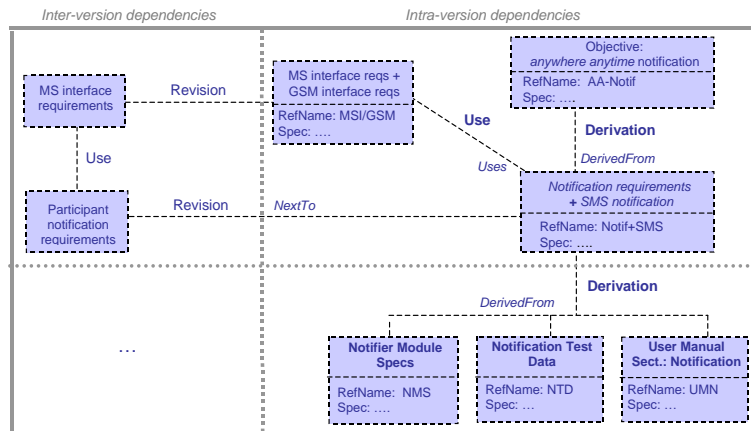 Inter-version dependencies
Intra-version dependencies
MS interface
requirements
Revision
MS interface reqs +
GSM interface reqs
RefName: MSI/GSM
Spec: ….
Objective:
anywhere anytime notification
RefName: AA-Notif
Spec: ….
Use
Use
Derivation
Uses
DerivedFrom
Participant
notification
requirements
Revision
NextTo
Notification requirements
+ SMS notification
RefName: Notif+SMS
Spec: ….
Derivation
DerivedFrom
…
Notifier Module
Specs
RefName: NMS
Spec: ….
Notification Test
Data
RefName: NTD
Spec: …
User Manual
Sect.: Notification
RefName: UMN
Spec: …